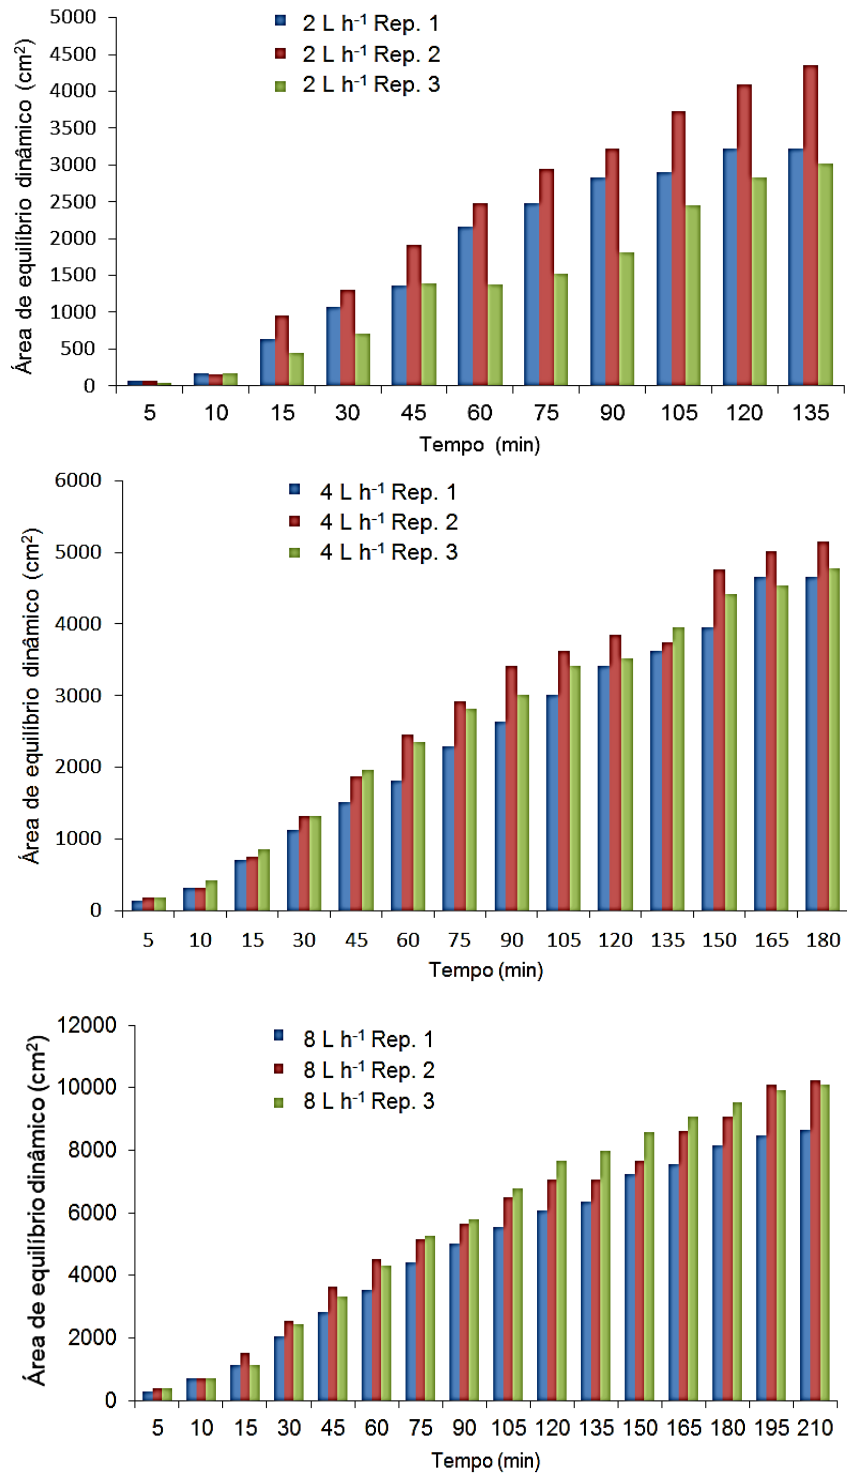 Área de equilíbrio dinâmico (cm²)
5000
4500
4000
3500
3000
2500
2000
1500
1000
500
0
2 L h⁻¹ Rep. 1
2 L h⁻¹ Rep. 2
2 L h⁻¹ Rep. 3
5 10 15 30 45 60 75 90 105 120 135
Tempo (min)
Área de equilíbrio dinâmico (cm²)
6000
5000
4000
3000
2000
1000
0
4 L h⁻¹ Rep. 1
4 L h⁻¹ Rep. 2
4 L h⁻¹ Rep. 3
5 10 15 30 45 60 75 90 105 120 135 150 165 180
Tempo (min)
Área de equilíbrio dinâmico (cm²)
12000
10000
8000
6000
4000
2000
0
8 L h⁻¹ Rep. 1
8 L h⁻¹ Rep. 2
8 L h⁻¹ Rep. 3
5 10 15 30 45 60 75 90 105 120 135 150 165 180 195 210
Tempo (min)